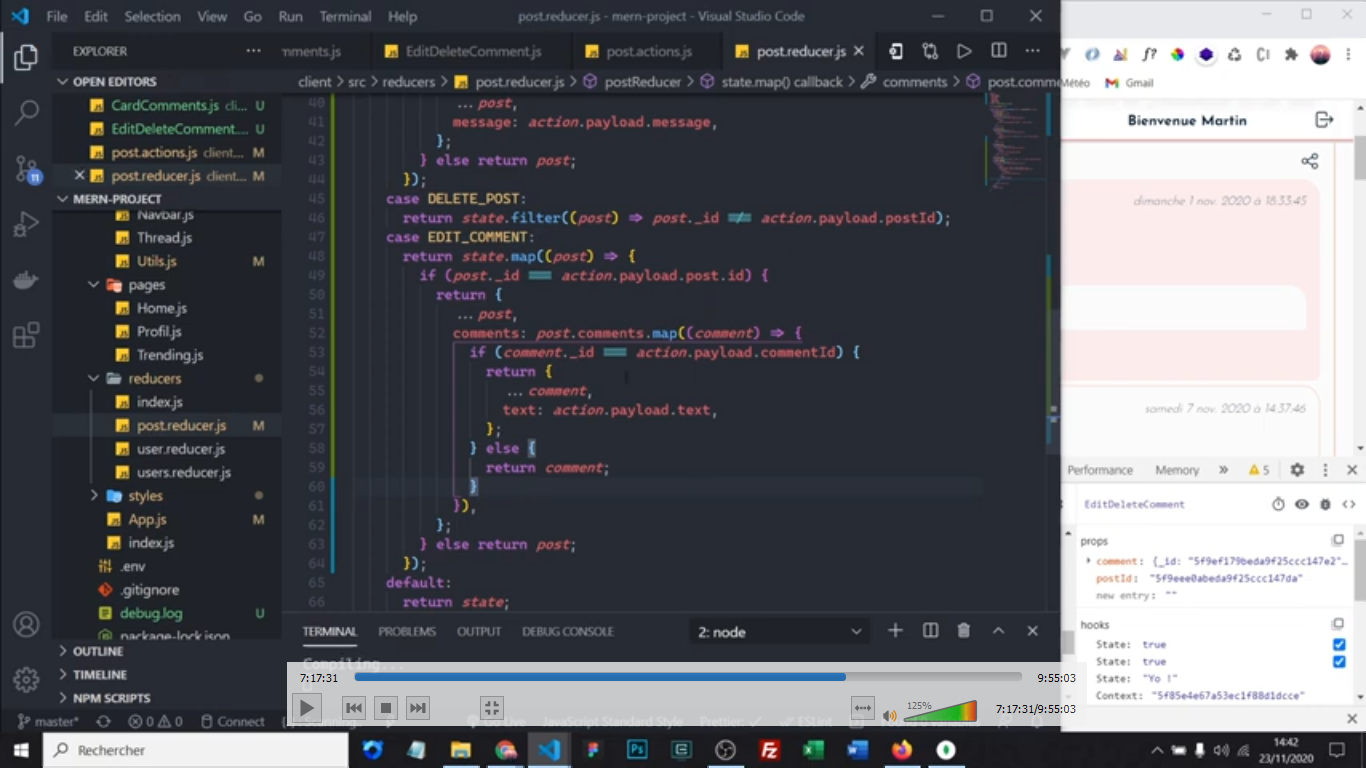 File Edit Selection View Go Run Terminal Help
post.reducer.js - mern-project - Visual Studio Code
EXPLORER
mments.js EditDeleteComment.js post.actions.js post.reducer.js
client > src > reducers > post.reducer.js > postReducer > state.map() callback > comments > post.comme
OPEN EDITORS
CardComments.js cli... U
EditDeleteComment.... U
post.actions.js client... M
post.reducer.js client... M
MERN-PROJECT
Navbar.js
Thread.js
Utils.js M
pages
Home.js
Profil.js
Trending.js
reducers
index.js
post.reducer.js M
user.reducer.js
users.reducer.js
styles
App.js M
index.js
.env
.gitignore
debug.log U
package-lock.json
OUTLINE
TIMELINE
NPM SCRIPTS
11
40 ...post,
41 message: action.payload.message,
42 };
43 } else return post;
44 });
45 case DELETE_POST:
46 return state.filter((post) => post._id !== action.payload.postId);
47 case EDIT_COMMENT:
48 return state.map((post) => {
49 if (post._id === action.payload.post.id) {
50 return {
51 ...post,
52 comments: post.comments.map((comment) => {
53 if (comment._id === action.payload.commentId) {
54 return {
55 ...comment,
56 text: action.payload.text,
57 };
58 } else {
59 return comment;
60 }
61 }),
62 };
63 } else return post;
64 });
65 default:
66 return state;
TERMINAL PROBLEMS OUTPUT DEBUG CONSOLE 2: node
Compiling...
7:17:31 9:55:03
125%
7:17:31/9:55:03
master* 0 0 Connect Go Live JavaScript Standard Style Prettier ESLint
Météo Gmail
Bienvenue Martin
dimanche 1 nov. 2020 à 18:33:45
samedi 7 nov. 2020 à 14:37:46
Performance Memory » 5
EditDeleteComment
props
comment: {_id: "5f9ef179beda9f25ccc147e2"…
postId: "5f9eee0abeda9f25ccc147da"
new entry: ""
hooks
State: true
State: true
State: "Yo !"
Context: "5f85e4e67a53ec1f88d1dcce"
Rechercher
14:42
23/11/2020